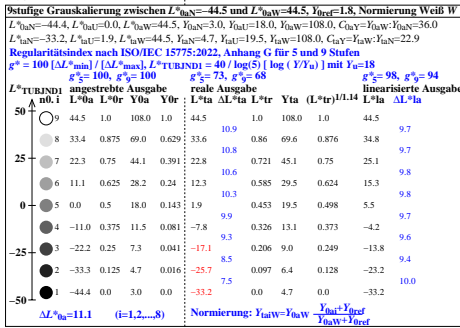 9stufige Grauskalierung zwischen L*0aN=−44.5 und L*0aW=44.5, Y0ref=1.8, Normierung Weiß W
L*0aN=−44.4, L*0aU=0.0, L*0aW=44.5, Y0aN=3.0, Y0aU=18.0, Y0aW=108.0, C0aY=Y0aW:Y0aN=36.0
L*taN=−33.2, L*taU=1.9, L*taW=44.5, YtaN=4.7, YtaU=19.5, YtaW=108.0, CtaY=YtaW:YtaN=22.9
Regularitätsindex nach ISO/IEC 15775:2022, Anhang G für 5 und 9 Stufen
g* = 100 [ΔL*min] / [ΔL*max], L*TUBJND1 = 40 / log(5) [ log ( Y/Yu) ] mit Yu=18
g*5= 100, g*9= 100 g*5= 73, g*9= 68 g*5= 98, g*9= 94
L*TUBJND1 angestrebte Ausgabe reale Ausgabe linearisierte Ausgabe
n0. i L*0a L*0r Y0a Y0r L*ta ΔL*ta L*tr Yta (L*tr)1/1.14 L*la ΔL*la
50
9 44.5 1.0 108.0 1.0 44.5 1.0 108.0 1.0 44.5
10.9 9.7
8 33.4 0.875 69.0 0.629 33.6 0.86 69.6 0.876 34.8
10.8 9.7
7 22.3 0.75 44.1 0.391
25 22.8 0.721 45.1 0.75 25.1
10.6 9.8
6 11.1 0.625 28.2 0.24 12.3 0.585 29.5 0.624 15.3
10.3 9.8
0 5 0.0 0.5 18.0 0.143 1.9 0.453 19.5 0.498 5.5
9.9 9.7
4 −11.0 0.375 11.5 0.081 −7.8 0.326 13.1 0.373 −4.2
9.3 9.6
−25 3 −22.2 0.25 7.3 0.041 −17.1 0.206 9.0 0.249 −13.8
8.5 9.4
2 −33.3 0.125 4.7 0.016 −25.7 0.097 6.4 0.128 −23.2
7.5 10.0
1 −44.4 0.0 3.0 0.0 −33.2 0.0 4.7 0.0 −33.2
−50
ΔL*0a=11.1 (i=1,2,...,8) Normierung: YtaiW=Y0aW Y0ai+Y0ref
Y0aW+Y0ref